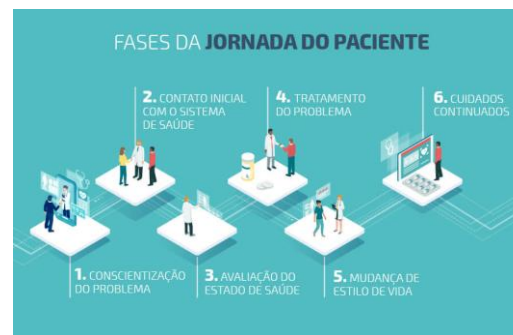 FASES DA JORNADA DO PACIENTE
2. CONTATO INICIAL
COM O SISTEMA
DE SAÚDE
4. TRATAMENTO
DO PROBLEMA
6. CUIDADOS
CONTINUADOS
1. CONSCIENTIZAÇÃO
DO PROBLEMA
3. AVALIAÇÃO DO
ESTADO DE SAÚDE
5. MUDANÇA DE
ESTILO DE VIDA